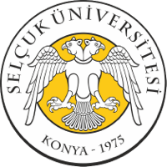 SELÇUK ÜNİVERSİTESİ
KONYA - 1975